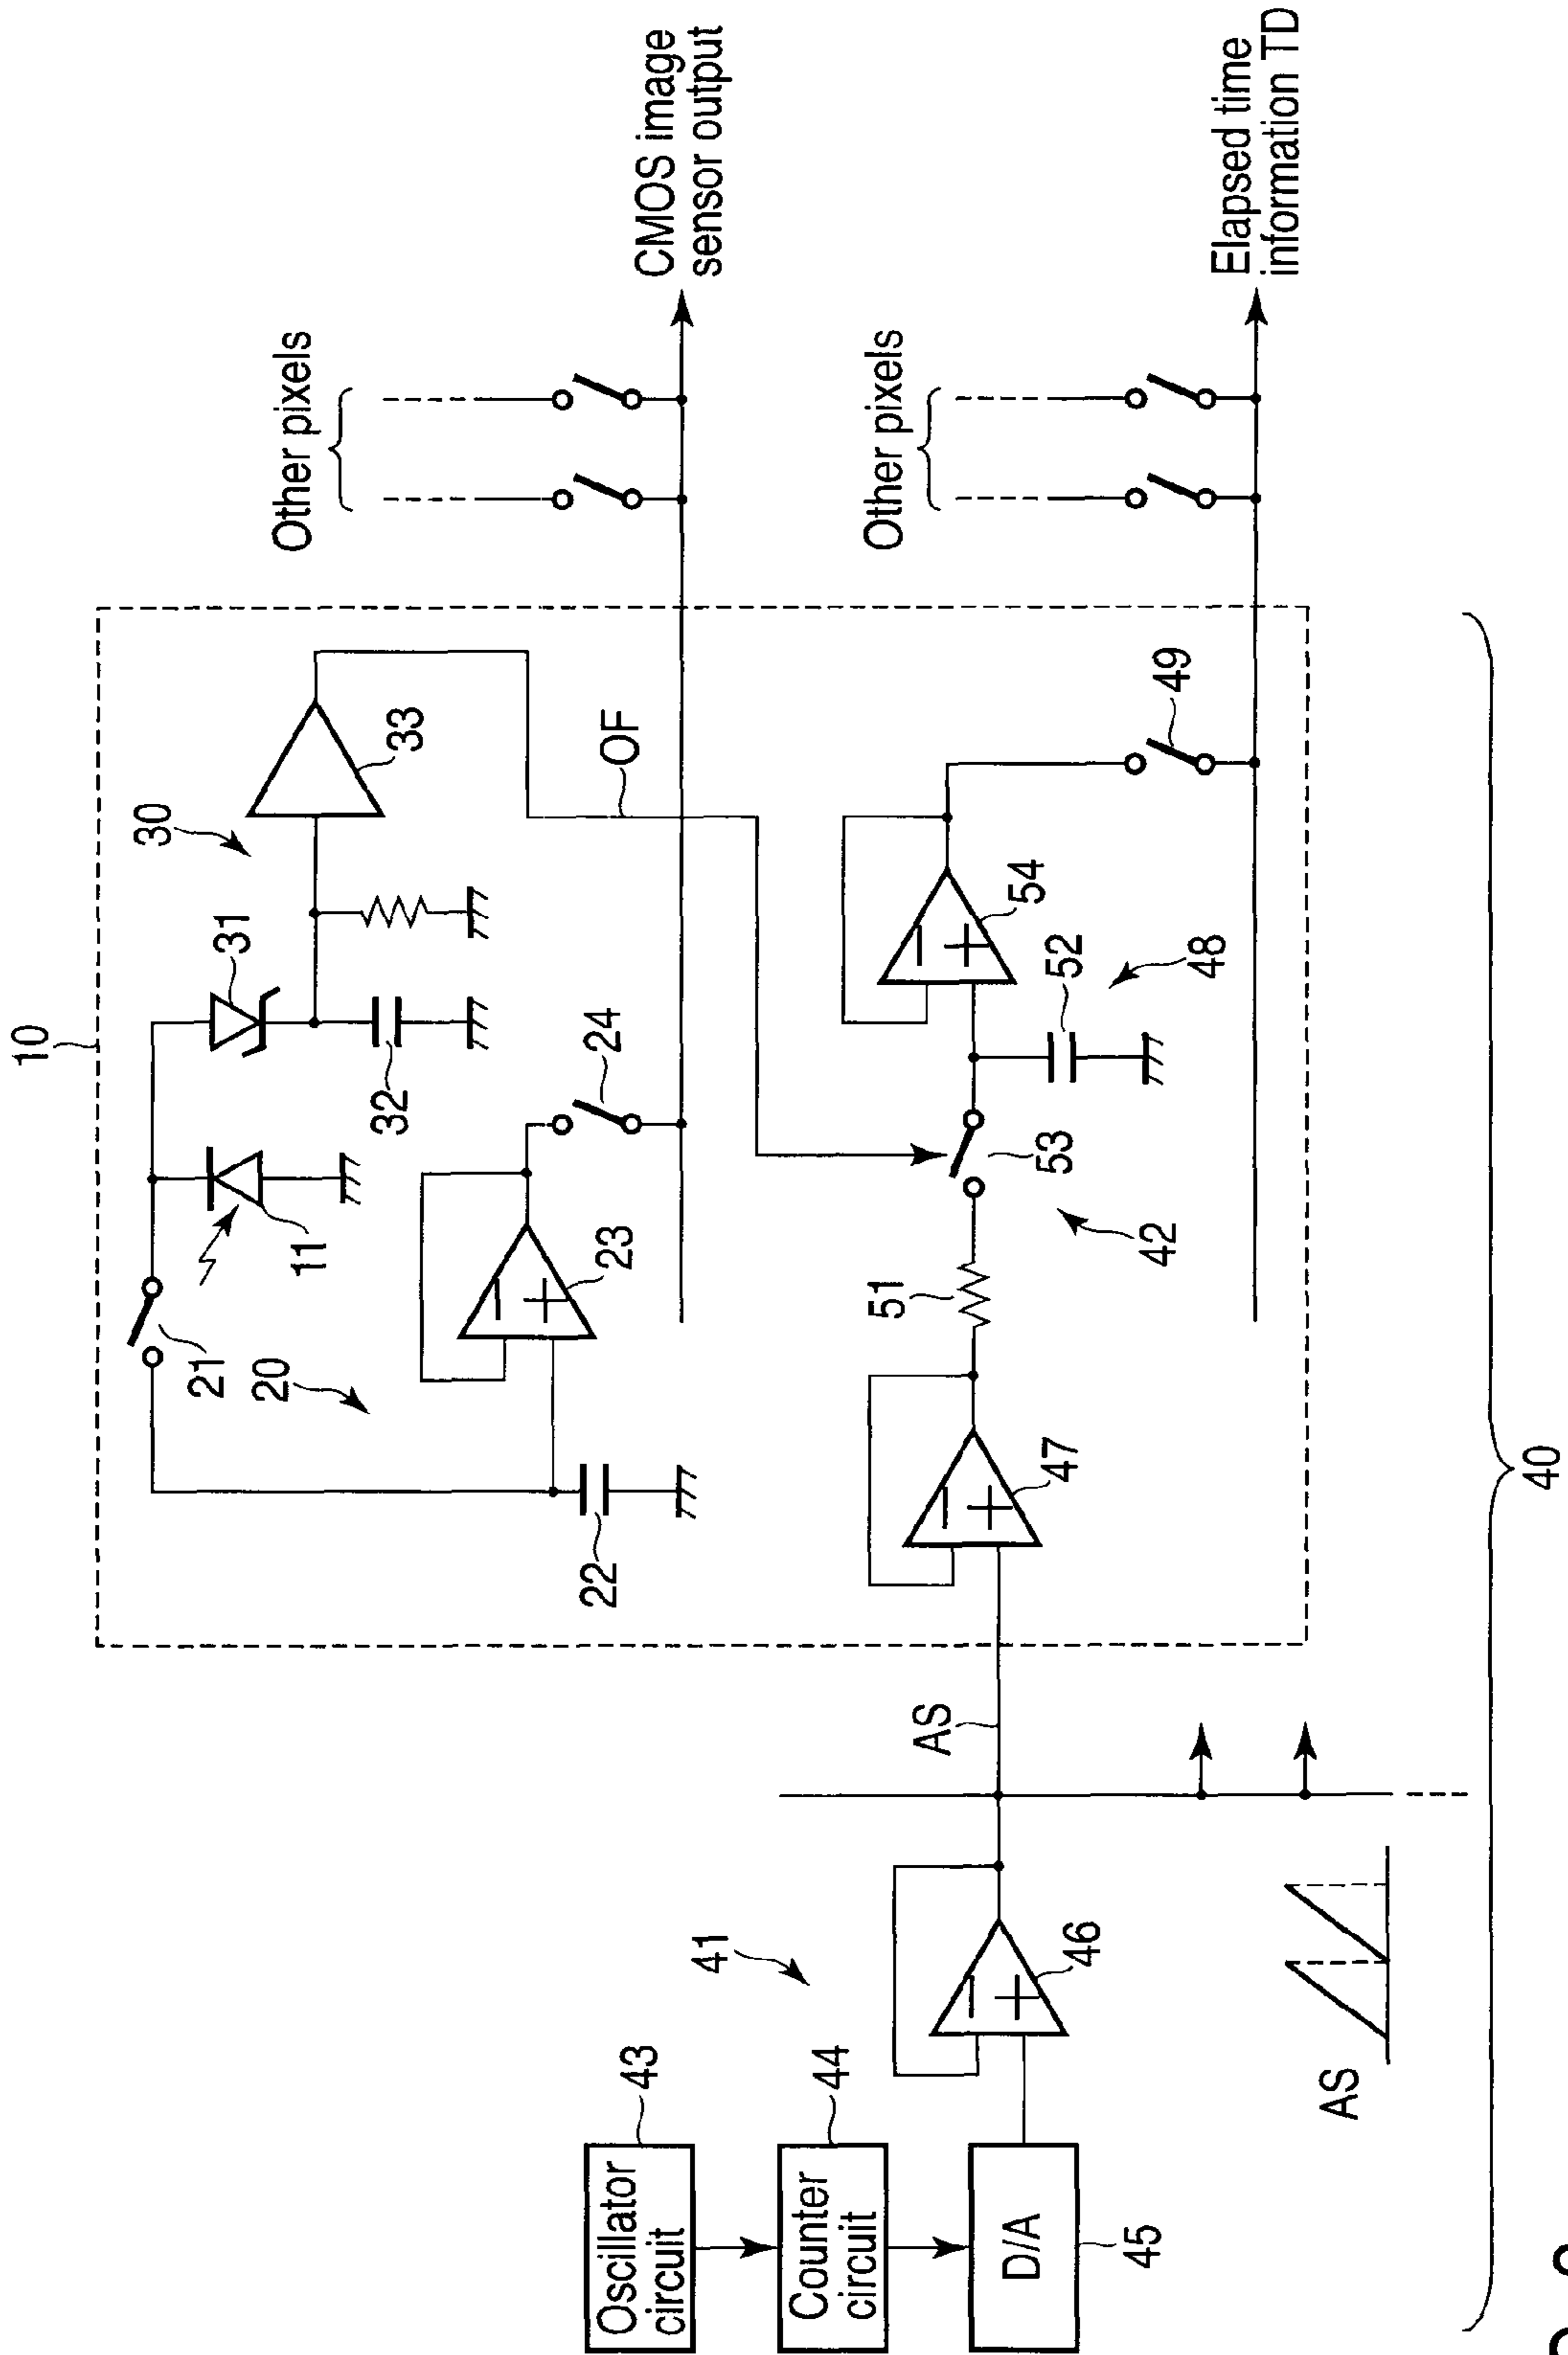 10
11
21
20
22
23
24
31
32
30
33
OF
Other pixels
CMOS image
sensor output
Oscillator
circuit
43
Counter
circuit
44
D/A
45
41
46
AS
47
51
42
53
52
48
54
49
Other pixels
Elapsed time
information TD
AS
40